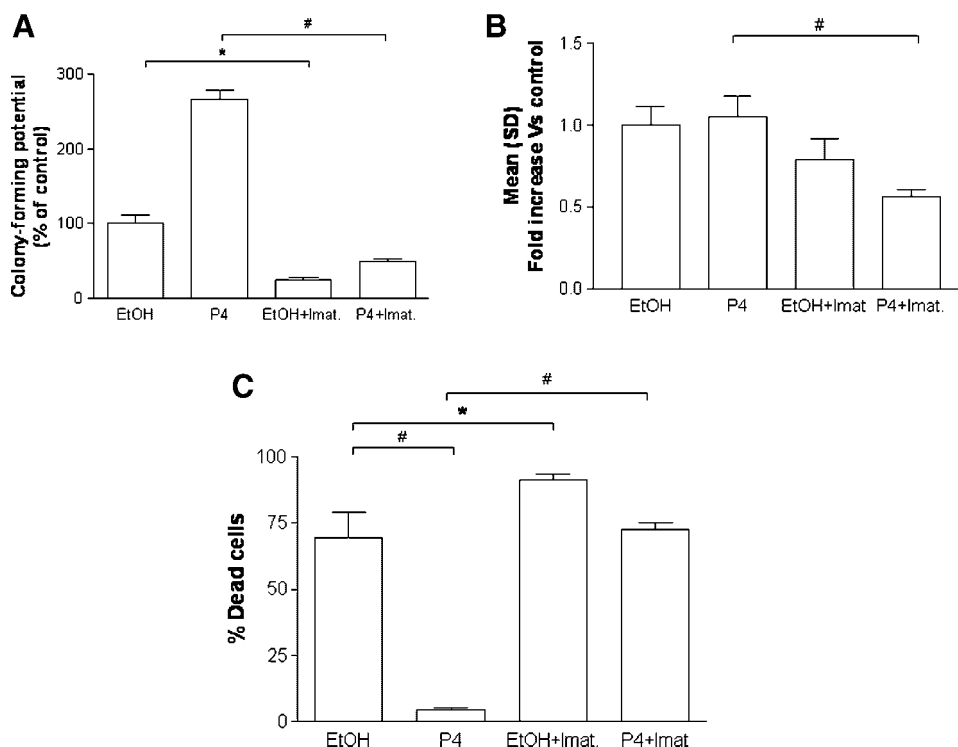 A
#
*
Colony-forming potential
(% of control)
300
200
100
0
EtOH
P4
EtOH+Imat.
P4+Imat.
B
#
Mean (SD)
Fold increase Vs control
1.5
1.0
0.5
0.0
EtOH
P4
EtOH+Imat
P4+Imat.
C
#
*
#
% Dead cells
100
75
50
25
0
EtOH
P4
EtOH+Imat.
P4+Imat.